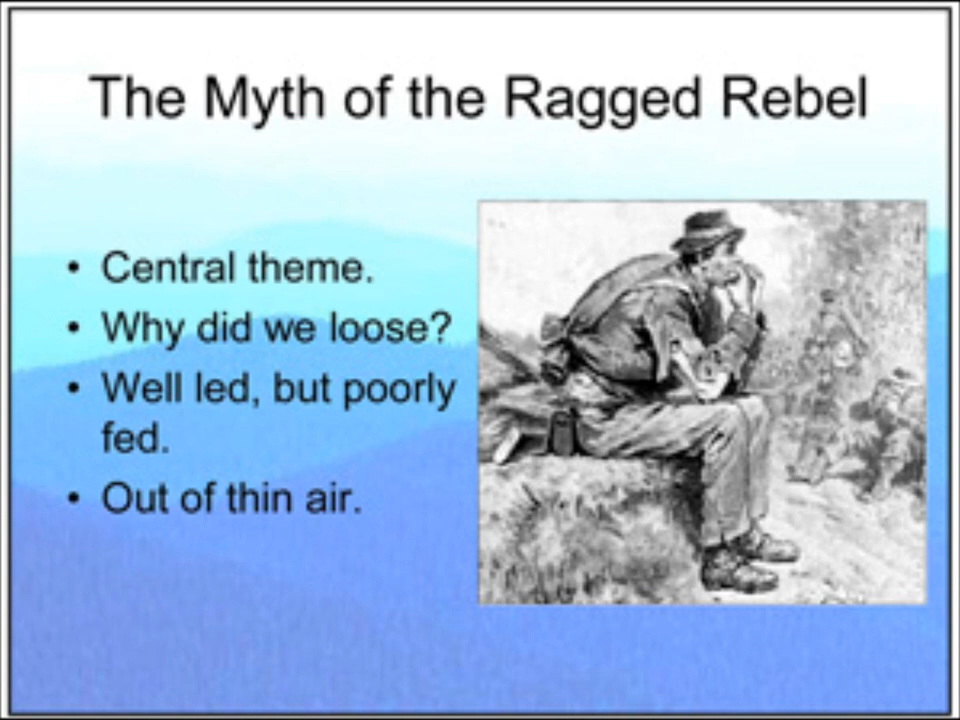 The Myth of the Ragged Rebel
• Central theme.
• Why did we loose?
• Well led, but poorly
fed.
• Out of thin air.